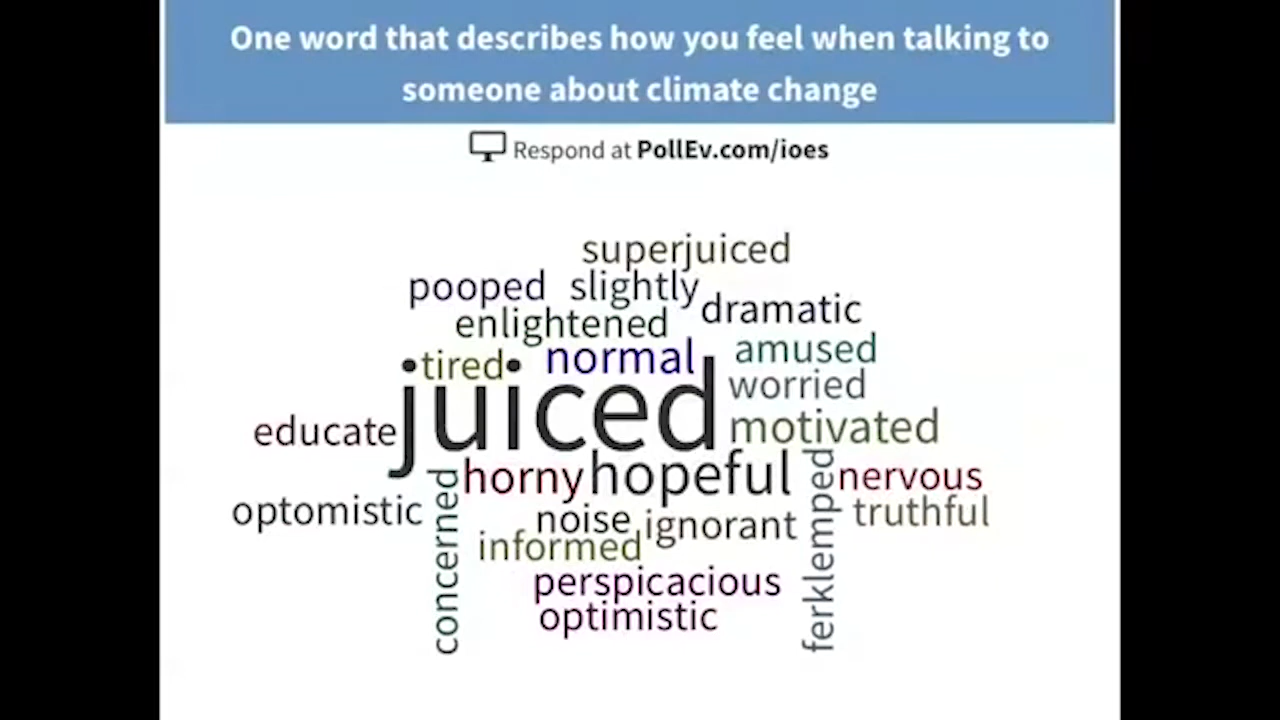 One word that describes how you feel when talking to
someone about climate change
Respond at PollEv.com/ioes
superjuiced
pooped slightly
dramatic
enlightened
tired normal amused
juiced worried
educate motivated
horny hopeful nervous
optomistic concerned noise ignorant ferklemped truthful
informed
perspicacious
optimistic